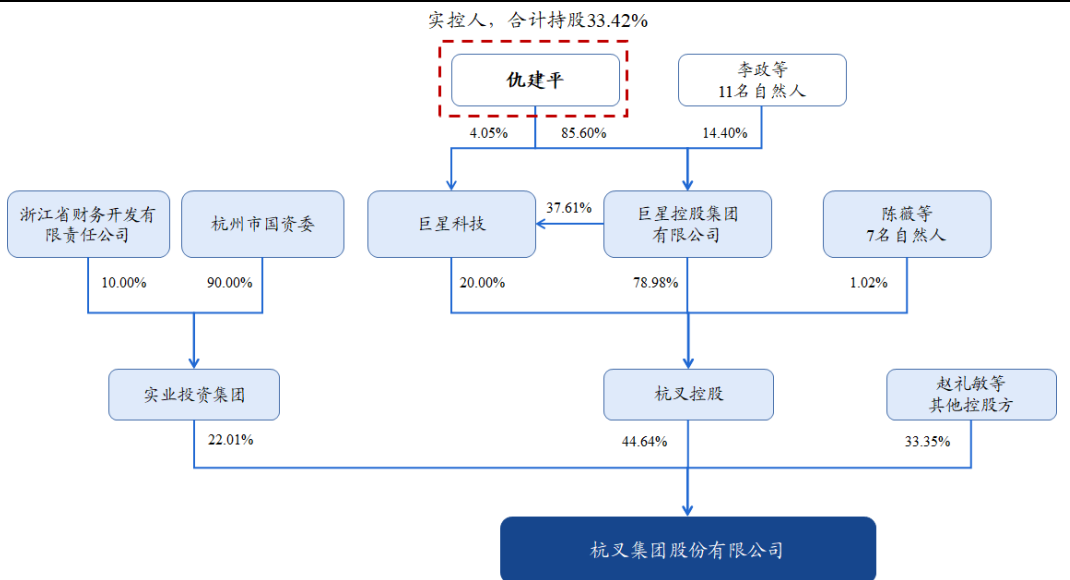 实控人，合计持股33.42%
仇建平
李政等
11名自然人
4.05%
85.60%
14.40%
浙江省财务开发有
限责任公司
杭州市国资委
巨星科技
37.61%
巨星控股集团
有限公司
陈薇等
7名自然人
10.00%
90.00%
20.00%
78.98%
1.02%
实业投资集团
杭叉控股
赵礼敏等
其他控股方
22.01%
44.64%
33.35%
杭叉集团股份有限公司